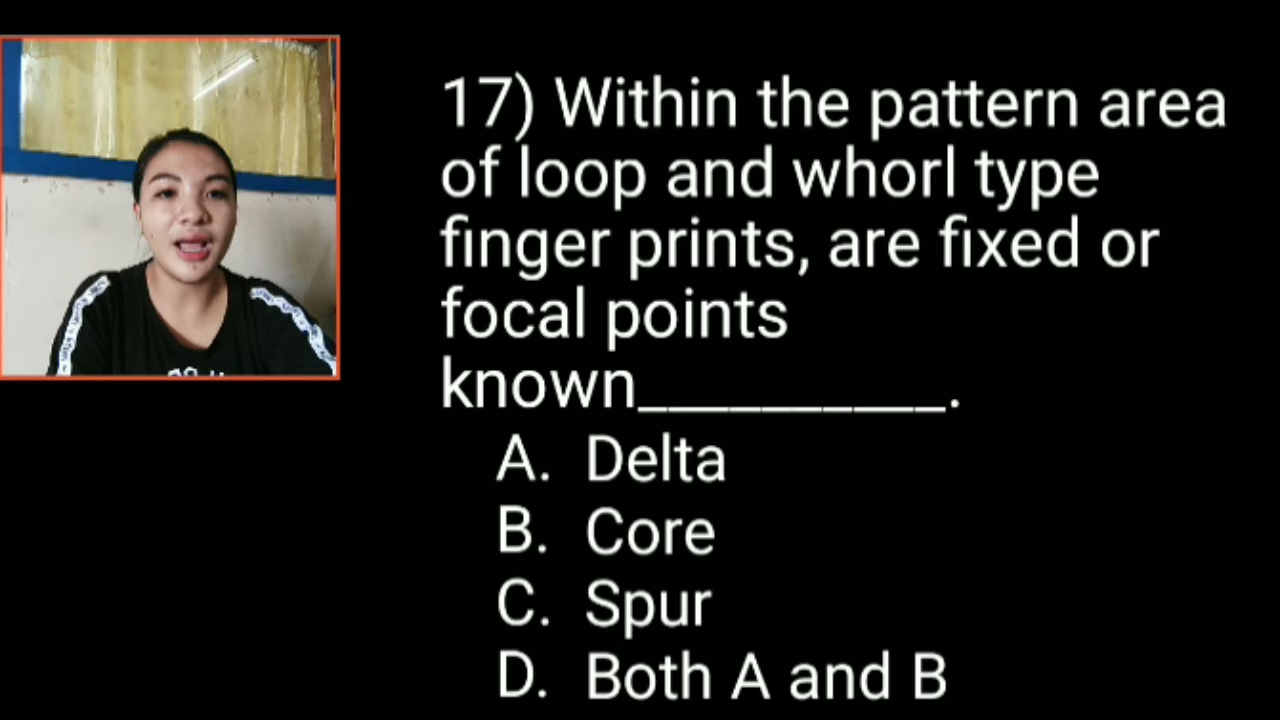 17) Within the pattern area
of loop and whorl type
finger prints, are fixed or
focal points
known__________.
A. Delta
B. Core
C. Spur
D. Both A and B